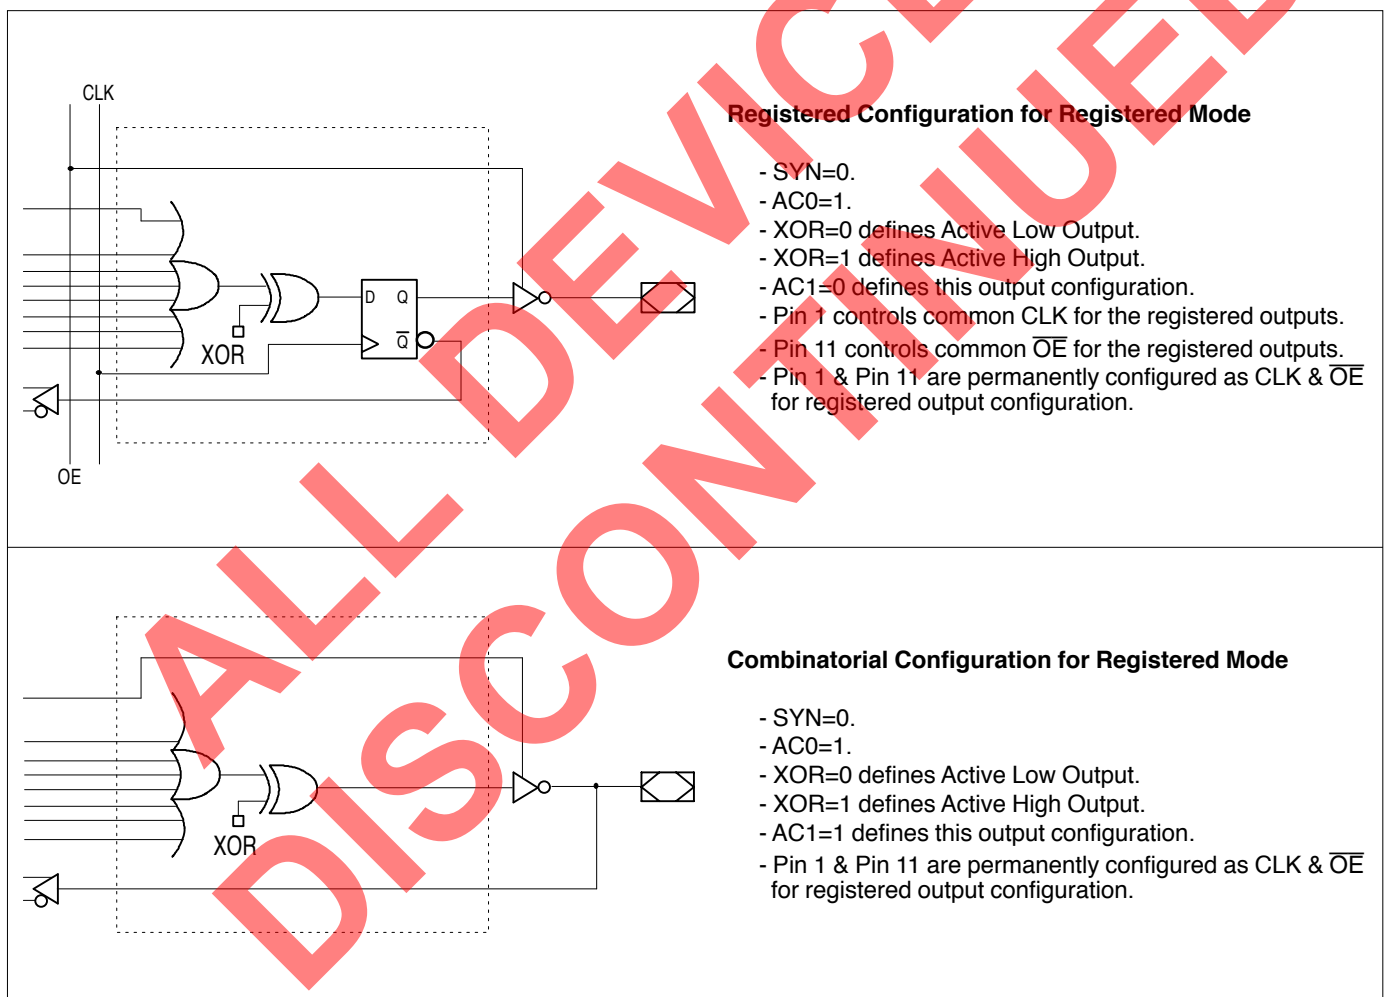 CLK
Registered Configuration for Registered Mode
- SYN=0.
- AC0=1.
- XOR=0 defines Active Low Output.
- XOR=1 defines Active High Output.
- AC1=0 defines this output configuration.
- Pin 1 controls common CLK for the registered outputs.
- Pin 11 controls common O̅E̅ for the registered outputs.
- Pin 1 & Pin 11 are permanently configured as CLK & O̅E̅
for registered output configuration.
D Q
Q̅
XOR
OE
Combinatorial Configuration for Registered Mode
- SYN=0.
- AC0=1.
- XOR=0 defines Active Low Output.
- XOR=1 defines Active High Output.
- AC1=1 defines this output configuration.
- Pin 1 & Pin 11 are permanently configured as CLK & O̅E̅
for registered output configuration.
XOR
ALL DEVIC
DISCONTINUED